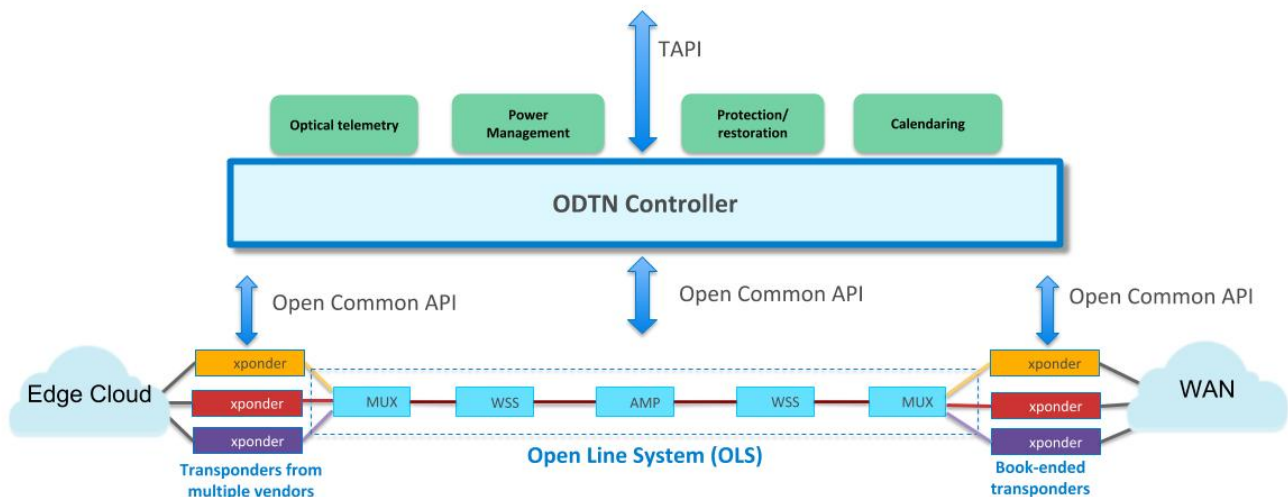 TAPI
Optical telemetry
Power
Management
Protection/
restoration
Calendaring
ODTN Controller
Open Common API
Open Common API
Open Common API
Edge Cloud
xponder
xponder
xponder
MUX
WSS
AMP
WSS
MUX
xponder
xponder
xponder
WAN
Transponders from
multiple vendors
Open Line System (OLS)
Book-ended
transponders